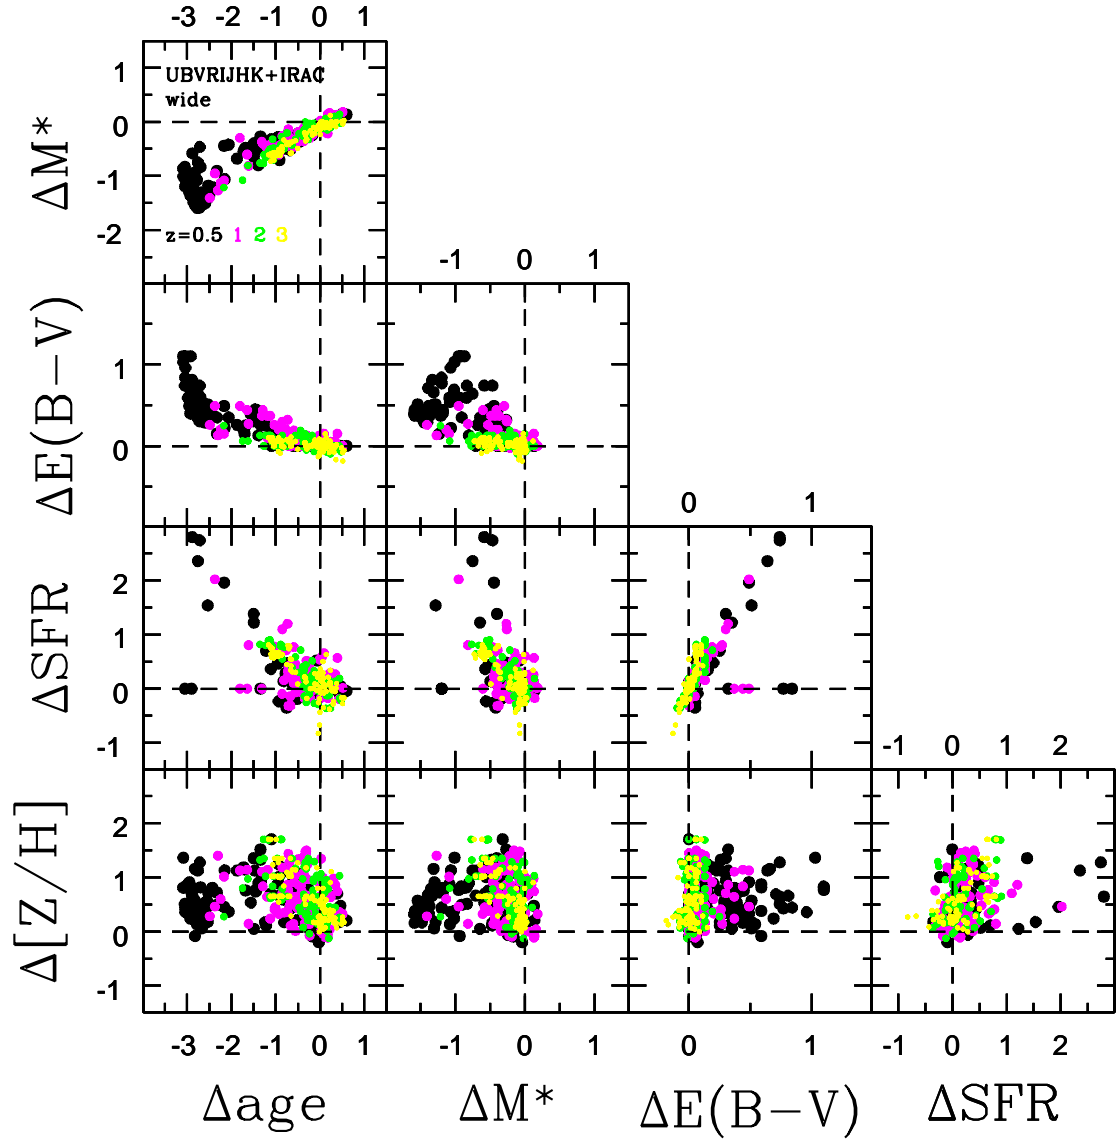 -3 -2 -1 0 1
UBVRIJHK+IRAC
wide
1
0
-1
-2
ΔM*
z=0.5 1 2 3
-1 0 1
1
0
ΔE(B−V)
0 1
2
1
0
-1
ΔSFR
-1 0 1 2
2
1
0
-1
Δ[Z/H]
-3 -2 -1 0 1 -1 0 1 0 1 -1 0 1 2
Δage ΔM* ΔE(B−V) ΔSFR